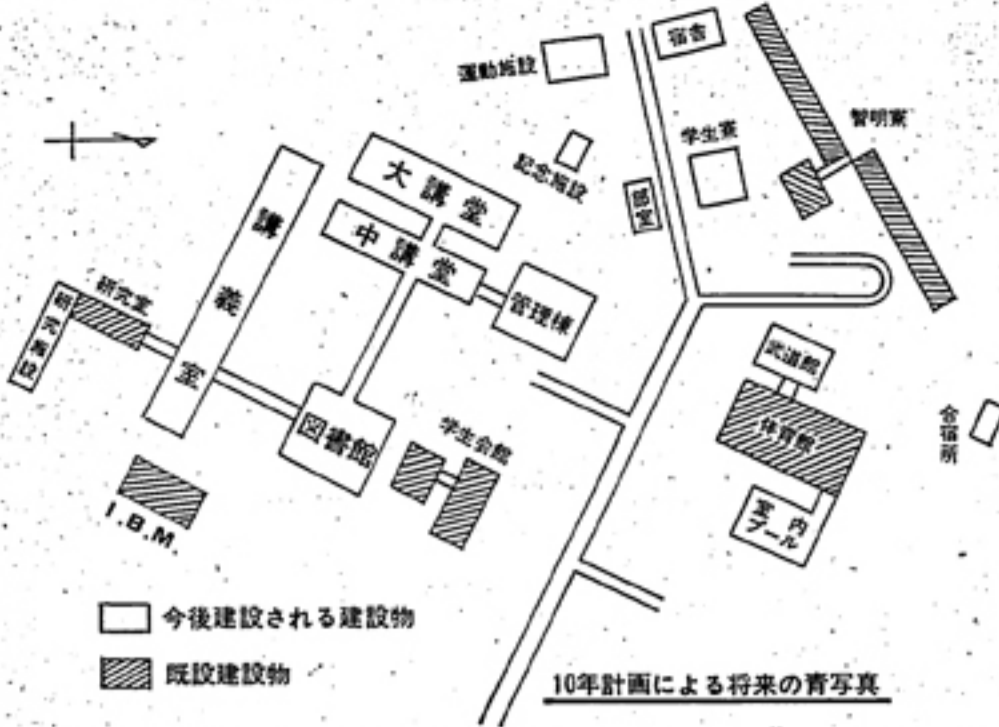 宿舎
運動施設
智明寮
学生寮
記念施設
部室
大講堂
中講堂
講義室
管理棟
研究室
研究施設
武道館
体育館
合宿所
図書館
学生会館
室内
プール
I.B.M.
今後建設される建設物
既設建設物
10年計画による将来の青写真